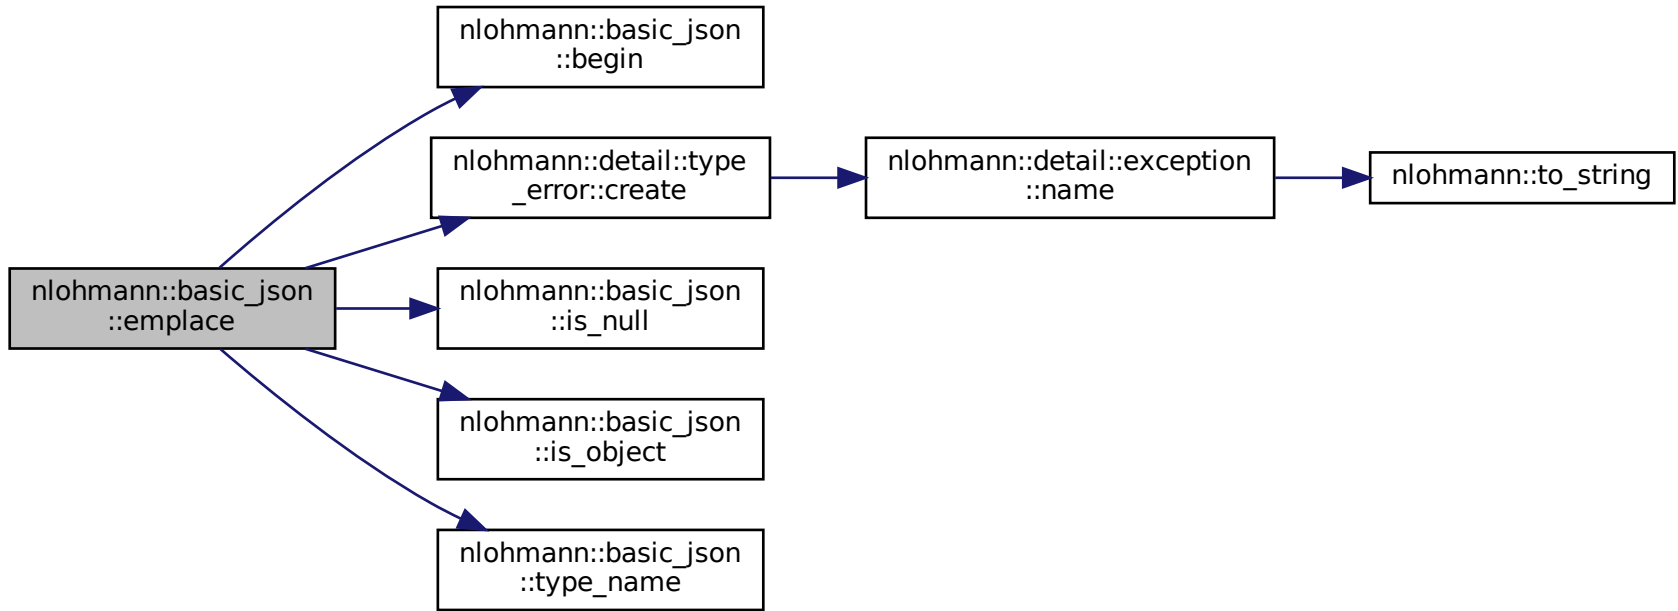 nlohmann::basic_json
::begin
nlohmann::detail::type
_error::create
nlohmann::detail::exception
::name
nlohmann::to_string
nlohmann::basic_json
::emplace
nlohmann::basic_json
::is_null
nlohmann::basic_json
::is_object
nlohmann::basic_json
::type_name